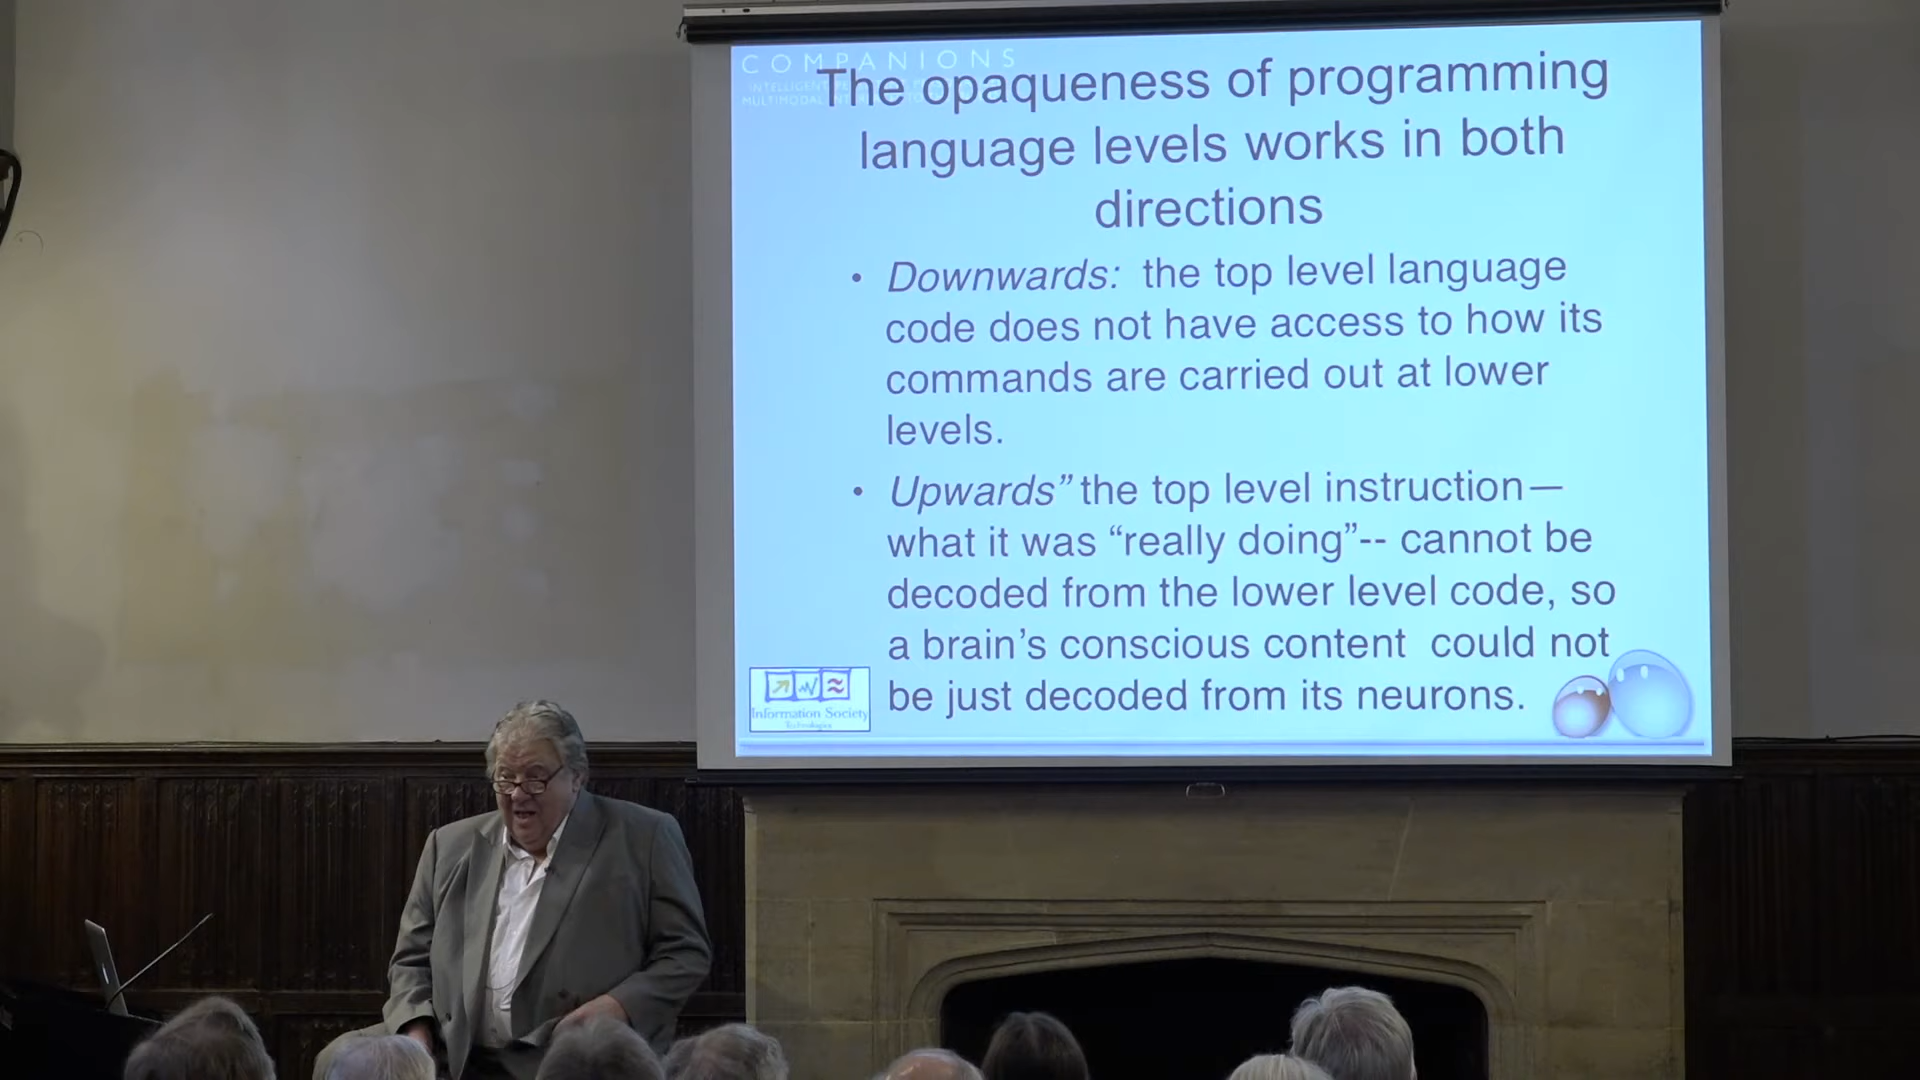 COMPANIONS
The opaqueness of programming
language levels works in both
directions
• Downwards: the top level language
code does not have access to how its
commands are carried out at lower
levels.
• Upwards” the top level instruction—
what it was “really doing”-- cannot be
decoded from the lower level code, so
a brain’s conscious content could not
be just decoded from its neurons.
Information Society
Technologies